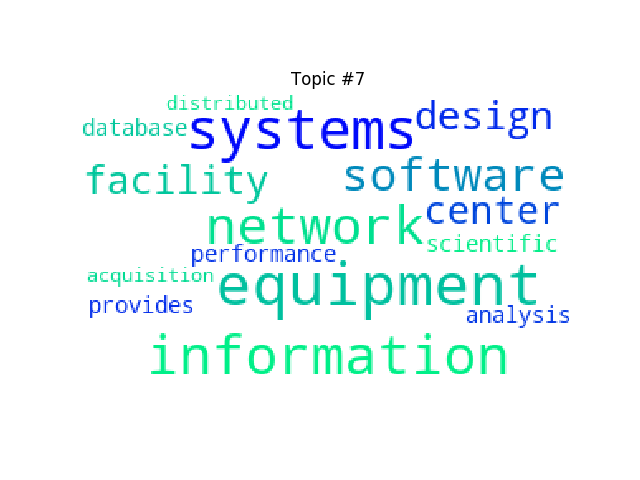 Topic #7
distributed
database systems design
facility software
network center
scientific
performance
acquisition equipment
provides analysis
information